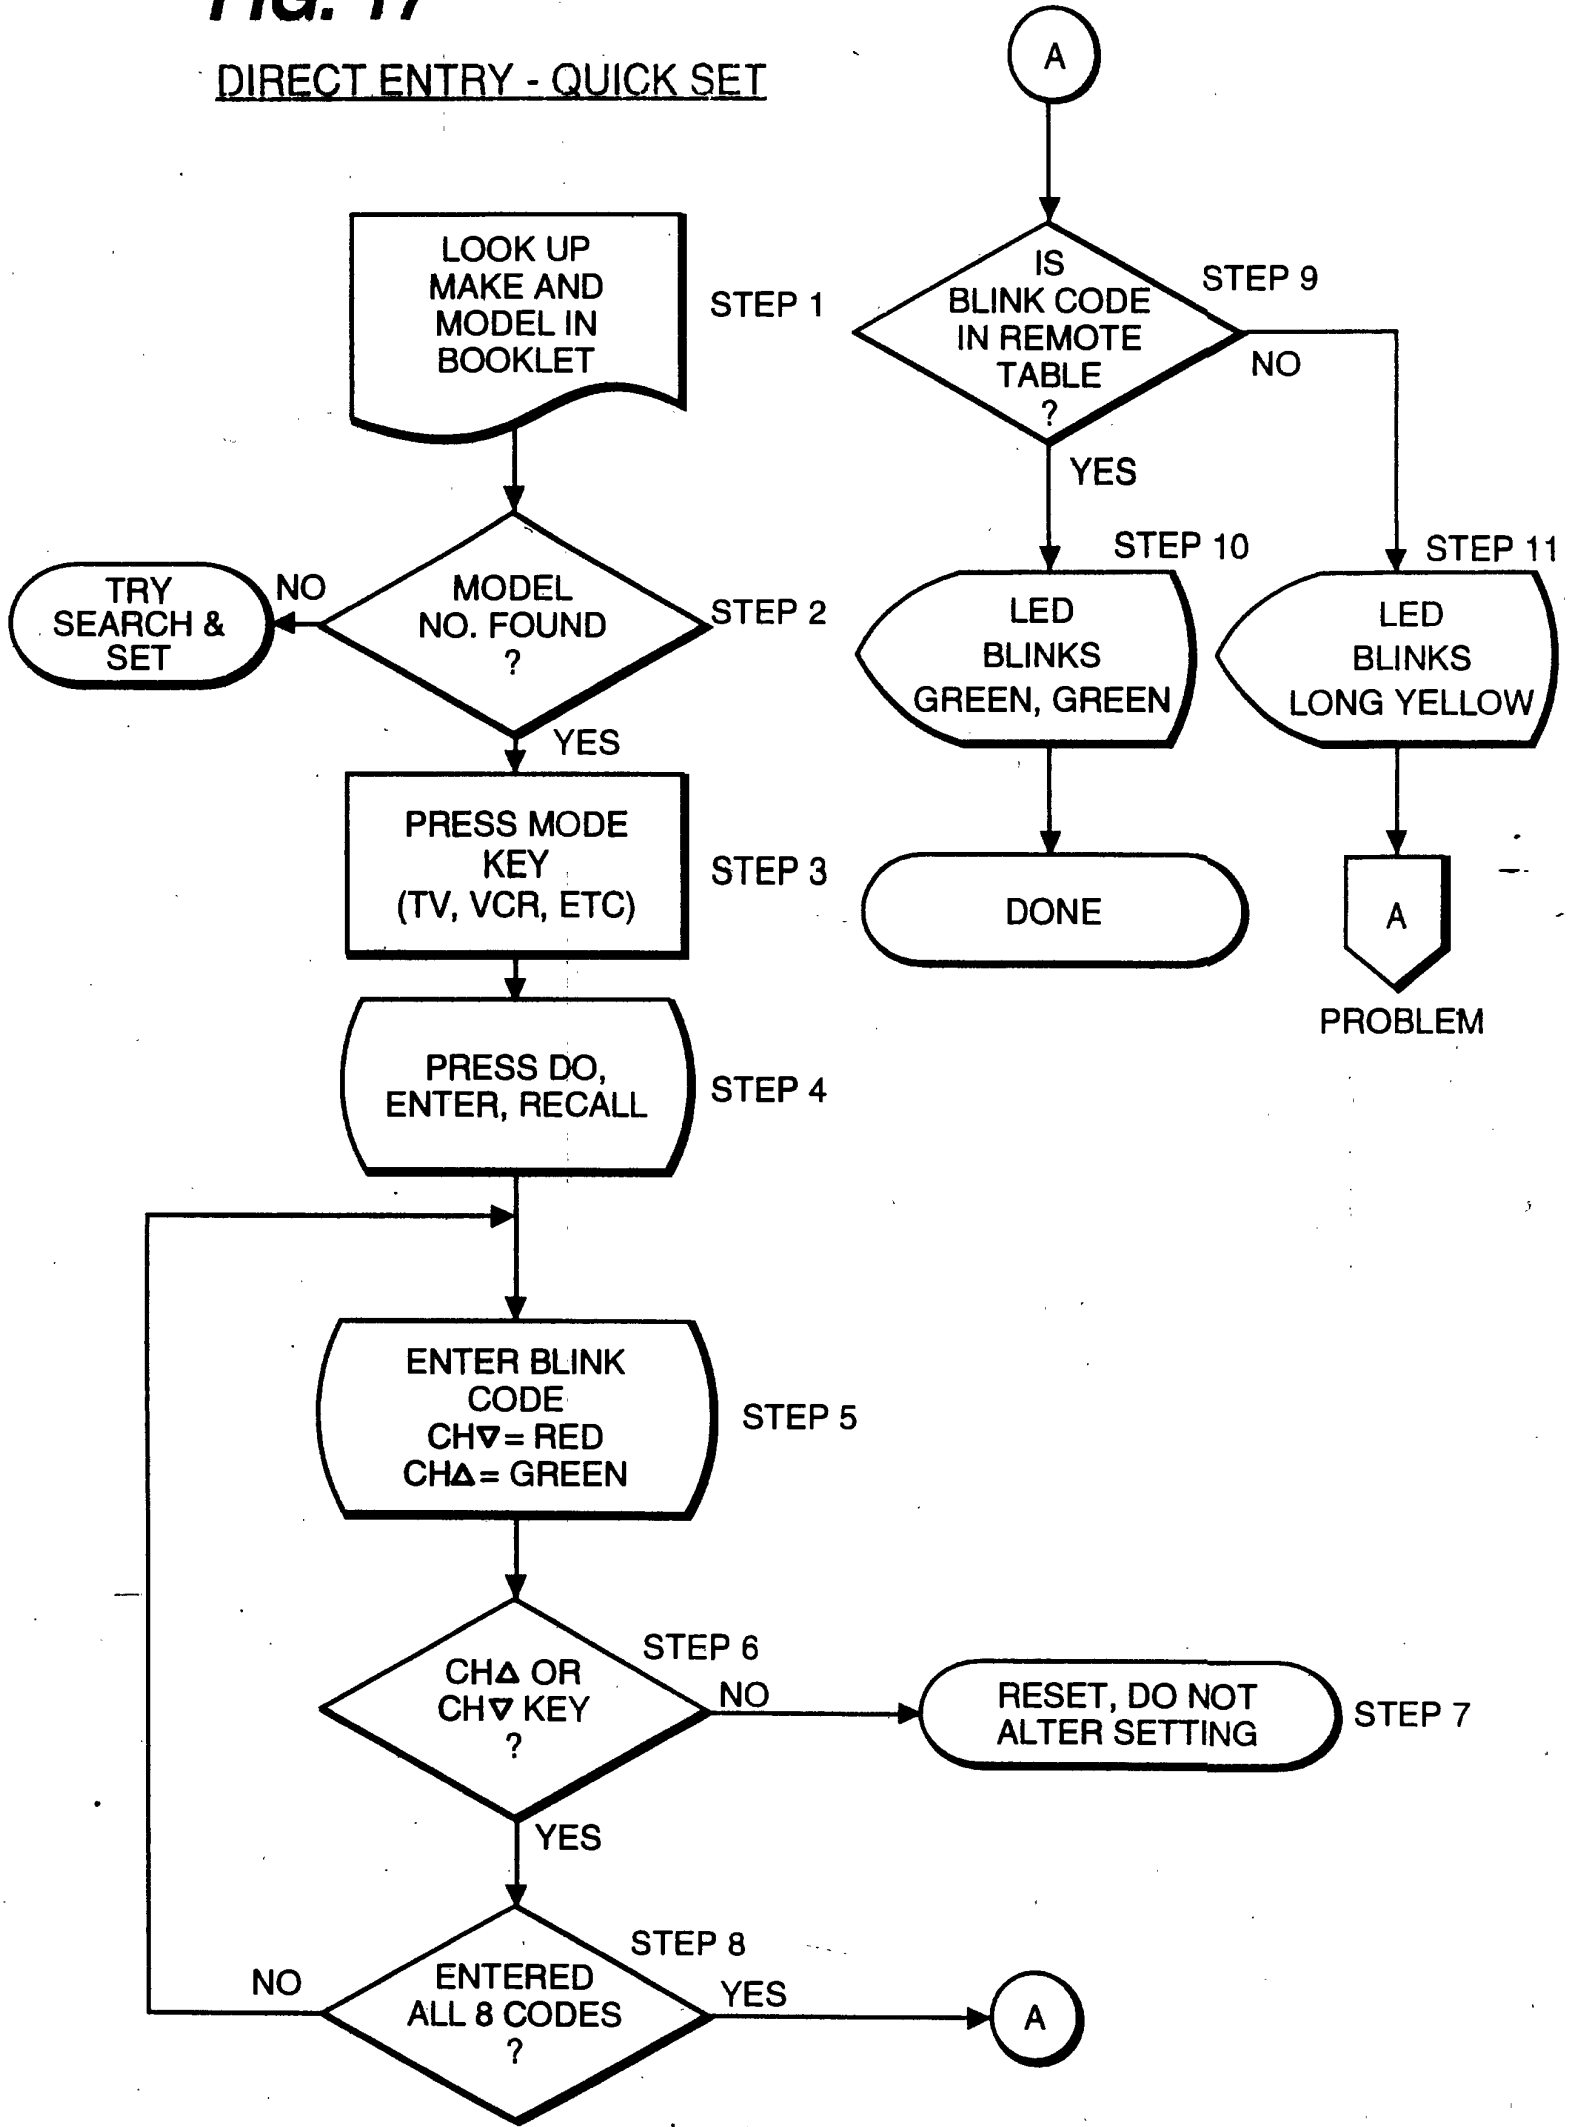 FIG. 17
DIRECT ENTRY - QUICK SET
LOOK UP
MAKE AND
MODEL IN
BOOKLET
STEP 1
MODEL
NO. FOUND
?
STEP 2
NO
TRY
SEARCH &
SET
YES
PRESS MODE
KEY
(TV, VCR, ETC)
STEP 3
PRESS DO,
ENTER, RECALL
STEP 4
ENTER BLINK
CODE
CH▽= RED
CH△= GREEN
STEP 5
CH△ OR
CH▽ KEY
?
STEP 6
NO
RESET, DO NOT
ALTER SETTING
STEP 7
YES
ENTERED
ALL 8 CODES
?
STEP 8
NO
YES
A
A
IS
BLINK CODE
IN REMOTE
TABLE
?
STEP 9
NO
YES
STEP 10
LED
BLINKS
GREEN, GREEN
DONE
STEP 11
LED
BLINKS
LONG YELLOW
A
PROBLEM